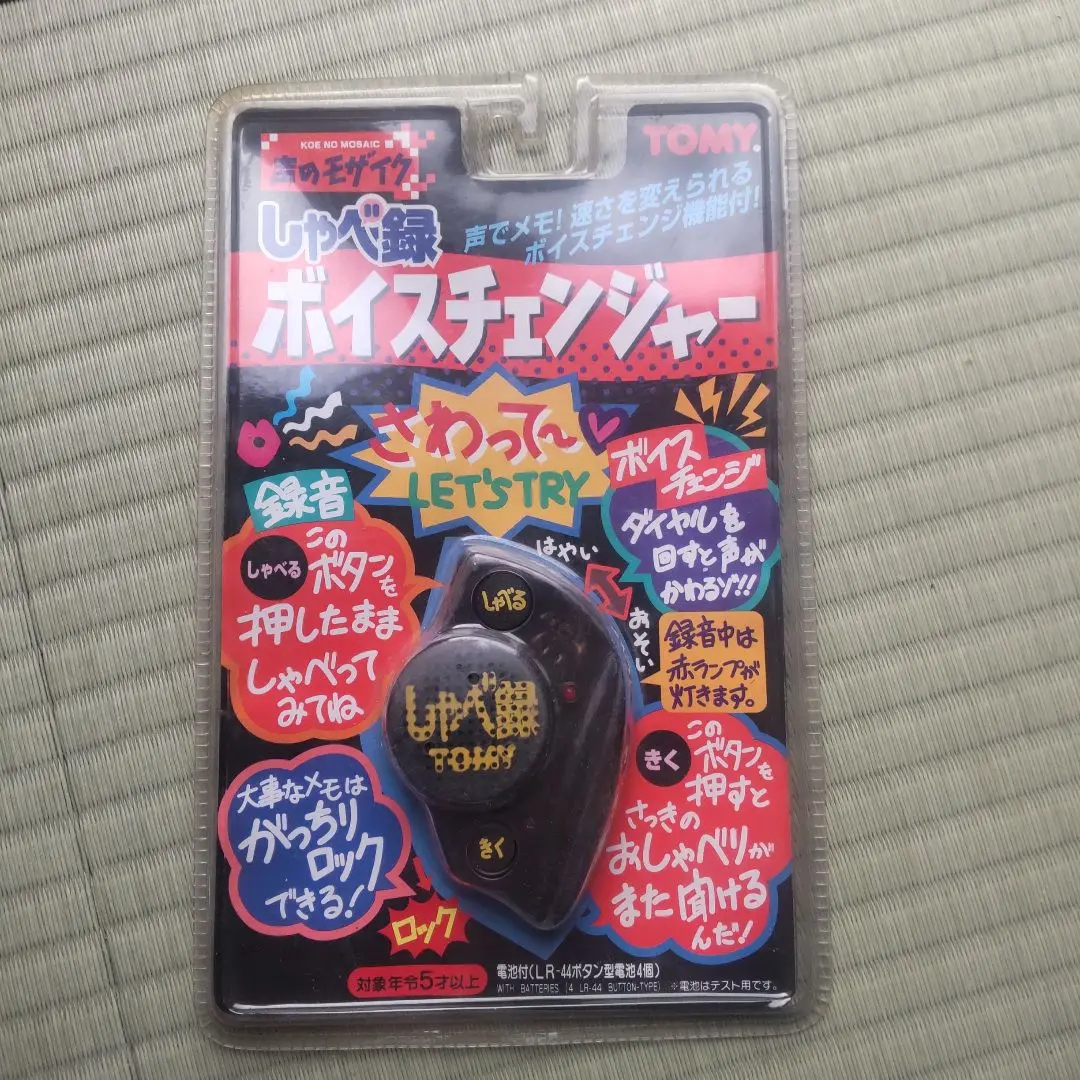 KOE NO MOSAIC
声のモザイク
TOMY
声でメモ! 速さを変えられる
ボイスチェンジ機能付!
しゃべ録
ボイスチェンジャー
さわって〜
LET'S TRY
録音
しゃべる
この
ボタンを
押したまま
しゃべって
みてね
ボイス
チェンジ
ダイヤルを
回すと声が
かわるゾ!!
はやい
おそい
録音中は
赤ランプが
灯きます。
しゃべる
しゃべ録
TOMY
きく
大事なメモは
がっちり
ロック
できる!
ロック
きく
この
ボタンを
押すと
さっきの
おしゃべりが
また聞ける
んだ!
対象年令5才以上
電池付(LR-44ボタン型電池4個)
WITH BATTERIES (4 LR-44 BUTTON-TYPE) ※電池はテスト用です。